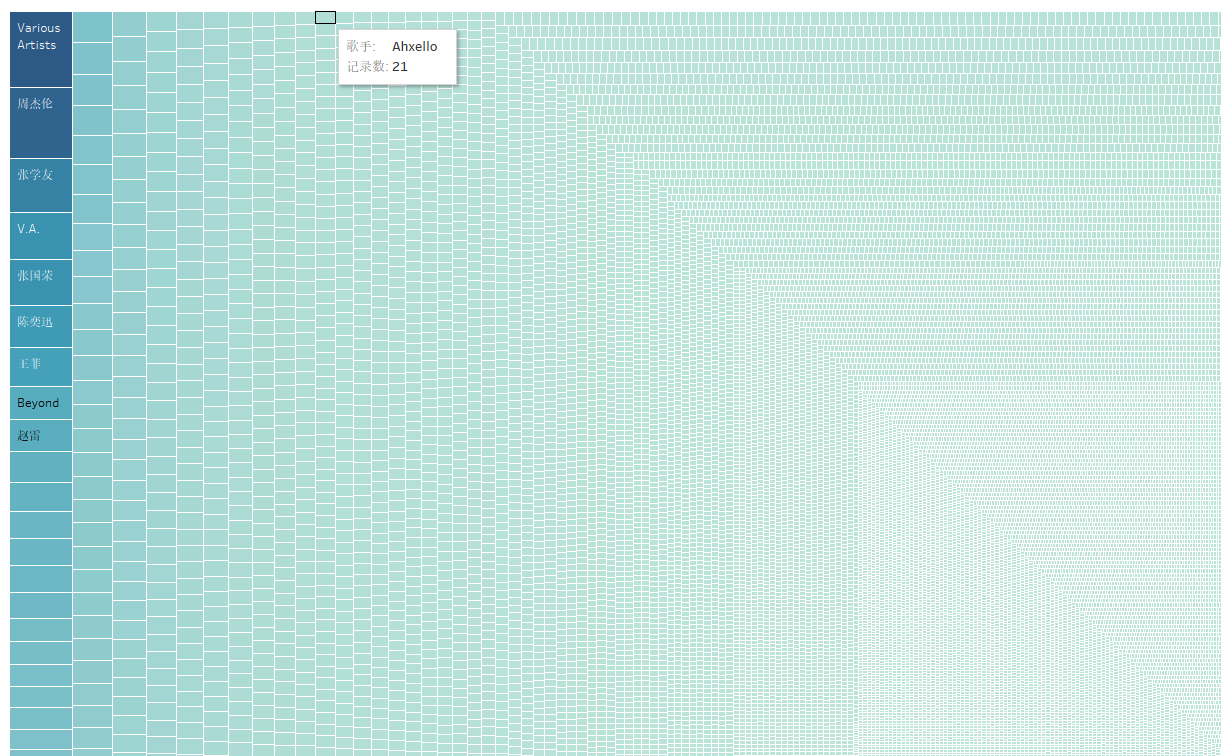 Various
Artists
歌手: Ahxello
记录数: 21
周杰伦
张学友
V.A.
张国荣
陈奕迅
王菲
Beyond
赵雷